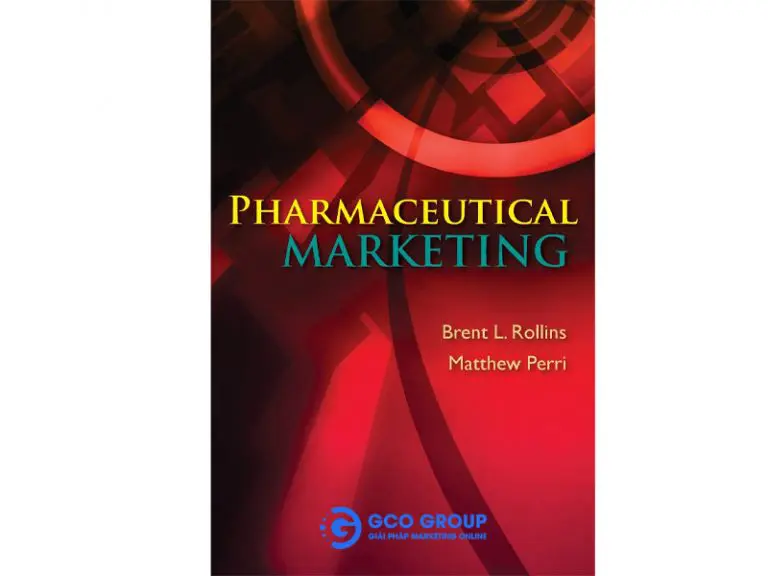 PHARMACEUTICAL
MARKETING
Brent L. Rollins
Matthew Perri
GCO GROUP
GIẢI PHÁP MARKETING ONLINE